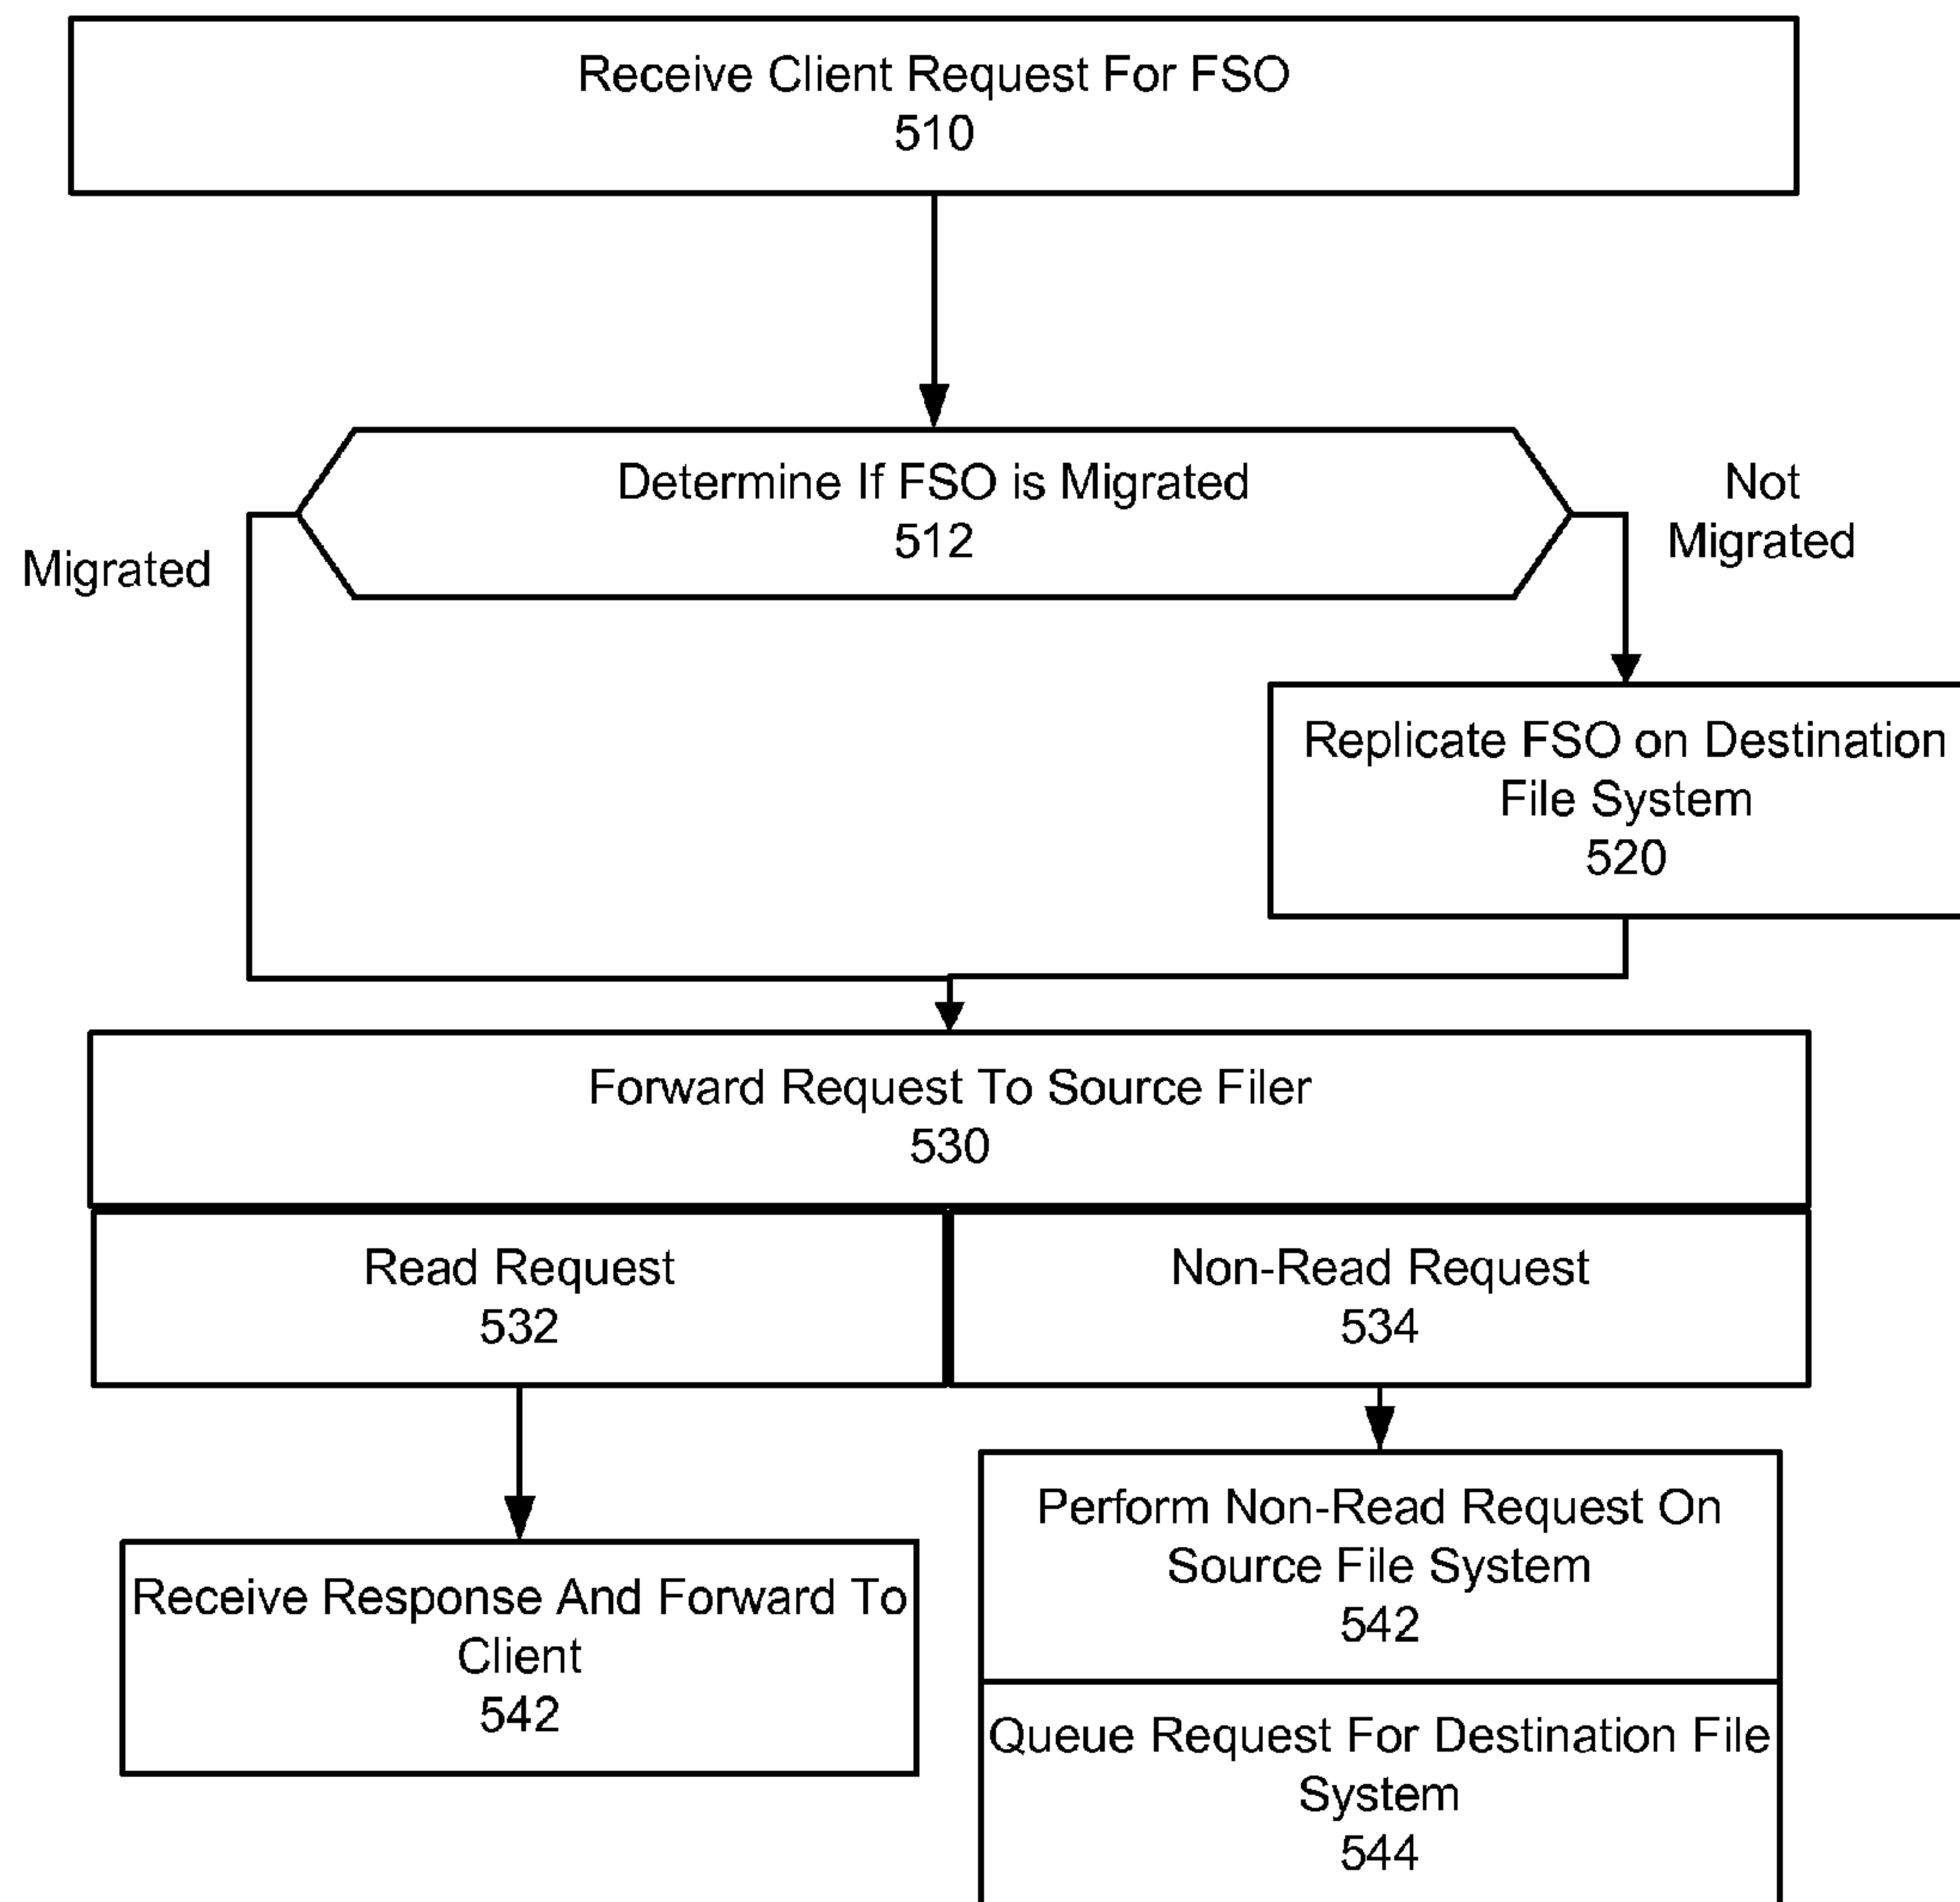 Receive Client Request For FSO
510
Determine If FSO is Migrated
512
Migrated
Not
Migrated
Replicate FSO on Destination
File System
520
Forward Request To Source Filer
530
Read Request
532
Non-Read Request
534
Receive Response And Forward To
Client
542
Perform Non-Read Request On
Source File System
542
Queue Request For Destination File
System
544